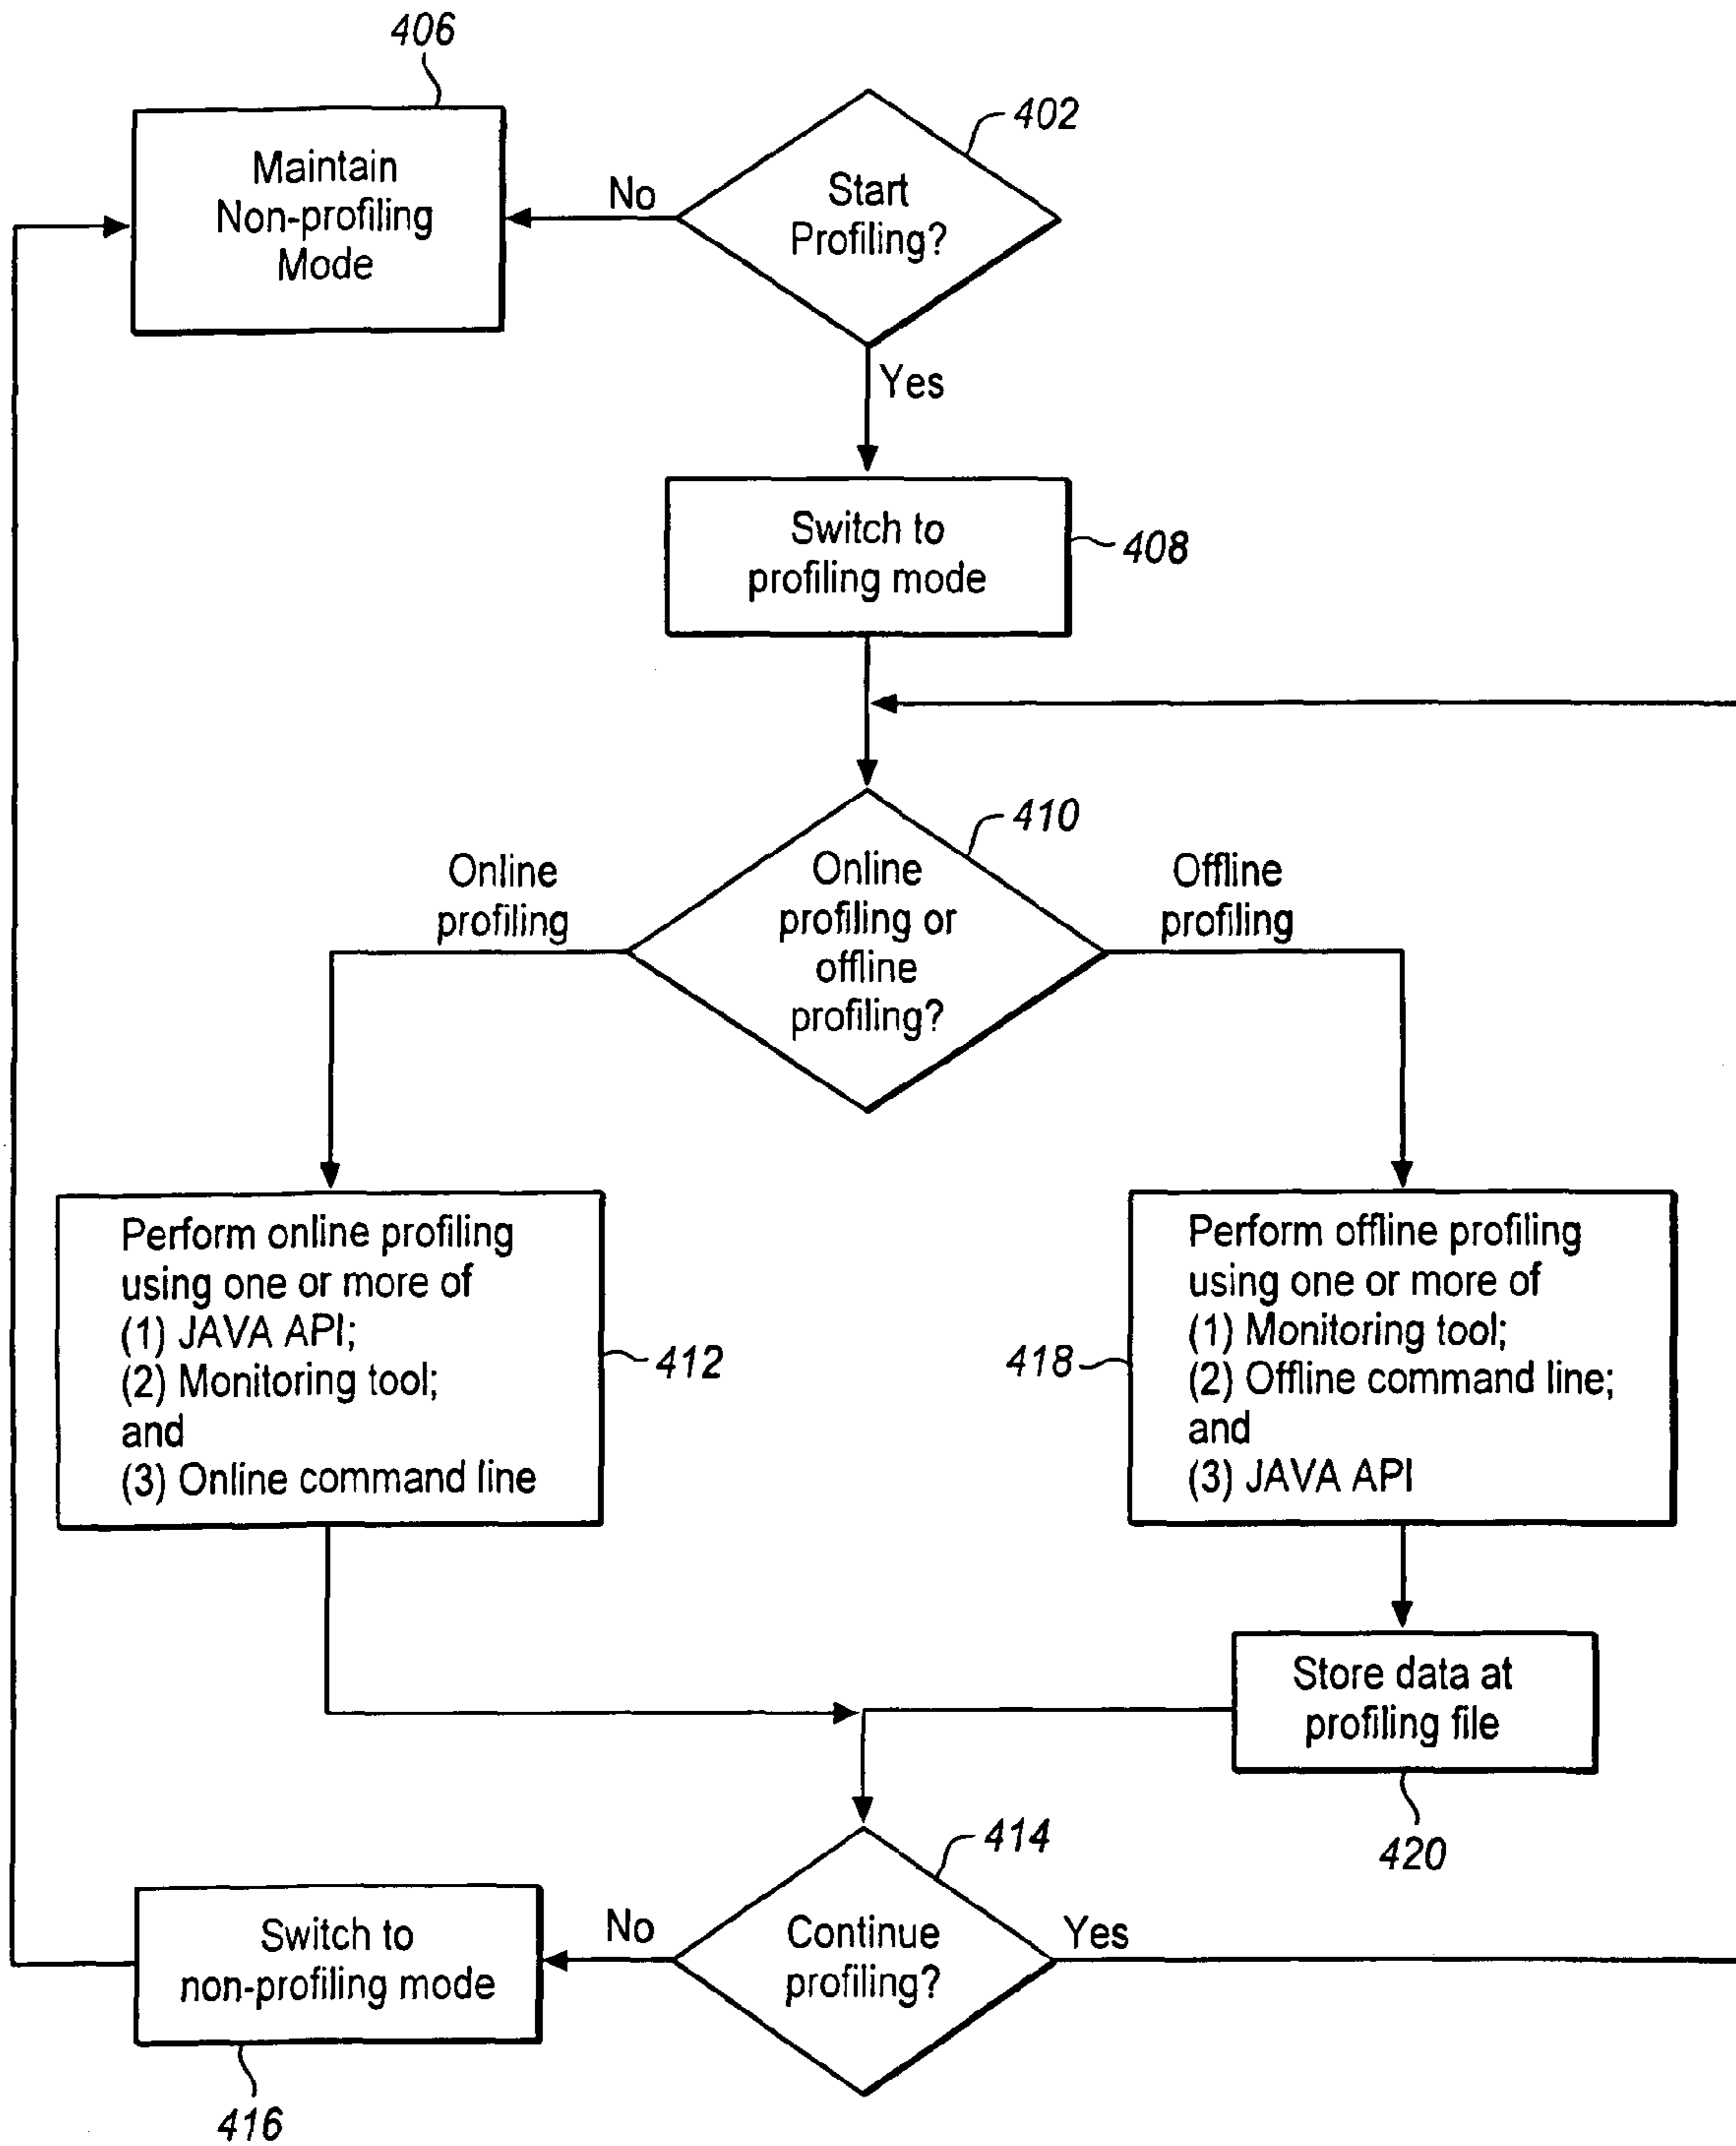 406
402
Maintain
Non-profiling
Mode
No
Start
Profiling?
Yes
Switch to
profiling mode
408
410
Online
profiling
Online
profiling or
offline
profiling?
Offline
profiling
Perform online profiling
using one or more of
(1) JAVA API;
(2) Monitoring tool;
and
(3) Online command line
412
418
Perform offline profiling
using one or more of
(1) Monitoring tool;
(2) Offline command line;
and
(3) JAVA API
Store data at
profiling file
420
414
Switch to
non-profiling mode
No
Continue
profiling?
Yes
416